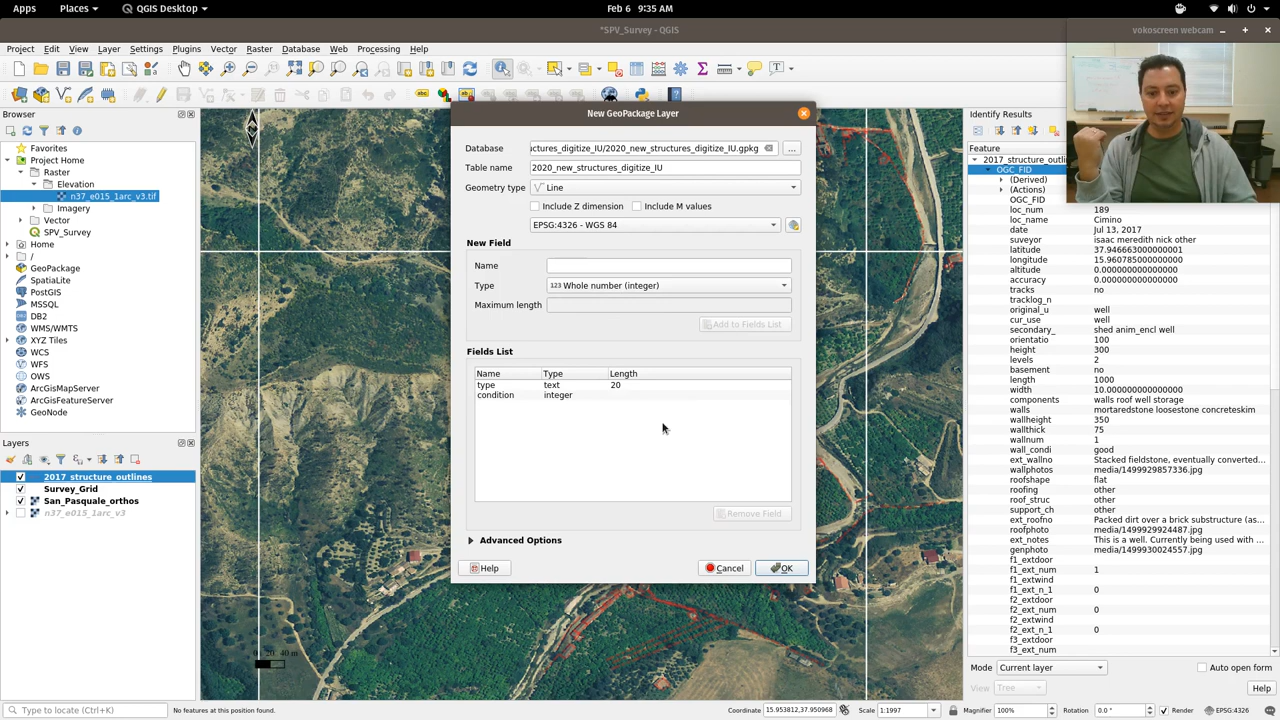 Apps Places QGIS Desktop Feb 6 9:35 AM
*SPV_Survey - QGIS
vokoscreen webcam
Project Edit View Layer Settings Plugins Vector Raster Database Web Processing Help
Browser
Favorites
Project Home
Raster
Elevation
n37_e015_1arc_v3.tif
Imagery
Vector
SPV_Survey
Home
/
GeoPackage
SpatiaLite
PostGIS
MSSQL
DB2
WMS/WMTS
XYZ Tiles
WCS
WFS
OWS
ArcGisMapServer
ArcGisFeatureServer
GeoNode
Layers
2017_structure_outlines
Survey_Grid
San_Pasquale_orthos
n37_e015_1arc_v3
0 20 40 m
New GeoPackage Layer
Database uctures_digitize_IU/2020_new_structures_digitize_IU.gpkg ...
Table name 2020_new_structures_digitize_IU
Geometry type Line
Include Z dimension Include M values
EPSG:4326 - WGS 84
New Field
Name
Type 123 Whole number (integer)
Maximum length
Add to Fields List
Fields List
Name Type Length
type text 20
condition integer
Remove Field
Advanced Options
Help Cancel OK
Identify Results
Feature
2017_structure_outli
OGC_FID
(Derived)
(Actions)
OGC_FID
loc_num 189
loc_name Cimino
date Jul 13, 2017
suveyor isaac meredith nick other
latitude 37.946663000000001
longitude 15.960785000000000
altitude 0.000000000000000
accuracy 0.000000000000000
tracks no
tracklog_n
original_u well
cur_use well
secondary_ shed anim_encl well
orientatio 100
height 300
levels 2
basement no
length 1000
width 10.000000000000000
components walls roof well storage
walls mortaredstone loosestone concreteskim
wallheight 350
wallthick 75
wallnum 1
wall_condi good
ext_wallno Stacked fieldstone, eventually converted...
wallphotos media/1499929857336.jpg
roofshape flat
roofing other
roof_struc other
support_ch other
ext_roofno Packed dirt over a brick substructure (as...
roofphoto media/1499929924487.jpg
ext_notes This is a well. Currently being used with ...
genphoto media/1499930024557.jpg
f1_extdoor
f1_ext_num 1
f1_extwind
f1_ext_n_1 0
f2_extdoor
f2_ext_num 0
f2_extwind
f2_ext_n_1 0
f3_extdoor
f3_ext_num
Mode Current layer Auto open form
View Tree Help
Type to locate (Ctrl+K) No features at this position found. Coordinate 15.953812,37.950968 Scale 1:1997 Magnifier 100% Rotation 0.0 ° Render EPSG:4326